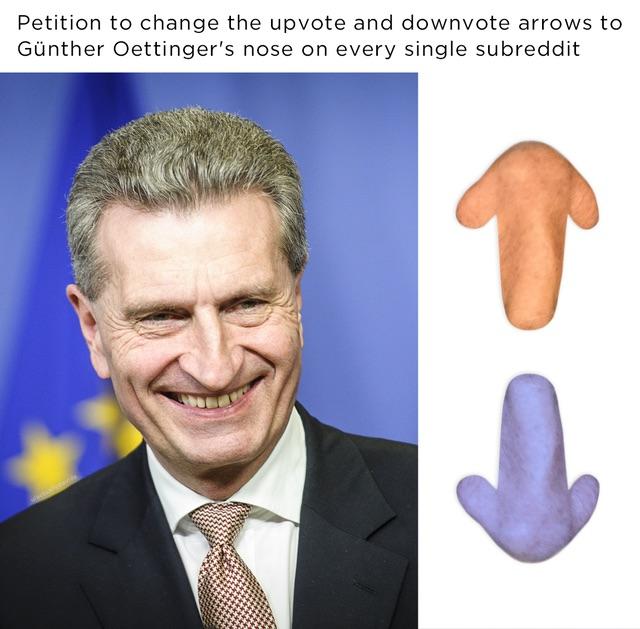 Petition to change the upvote and downvote arrows to
Günther Oettinger's nose on every single subreddit